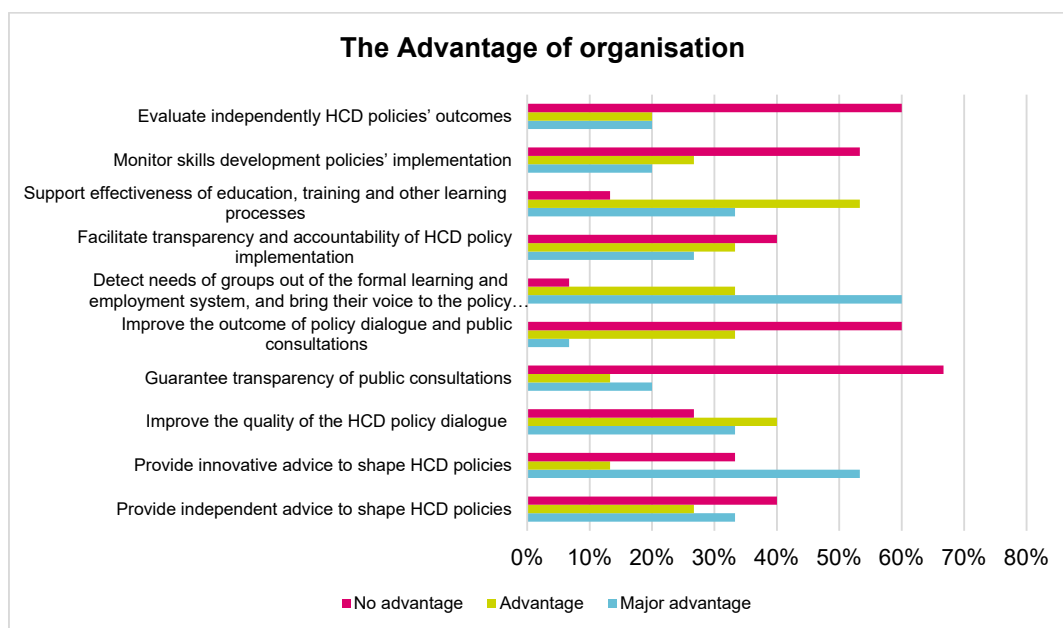 The Advantage of organisation
Evaluate independently HCD policies’ outcomes
Monitor skills development policies’ implementation
Support effectiveness of education, training and other learning
processes
Facilitate transparency and accountability of HCD policy
implementation
Detect needs of groups out of the formal learning and
employment system, and bring their voice to the policy…
Improve the outcome of policy dialogue and public
consultations
Guarantee transparency of public consultations
Improve the quality of the HCD policy dialogue
Provide innovative advice to shape HCD policies
Provide independent advice to shape HCD policies
0% 10% 20% 30% 40% 50% 60% 70% 80%
No advantage Advantage Major advantage